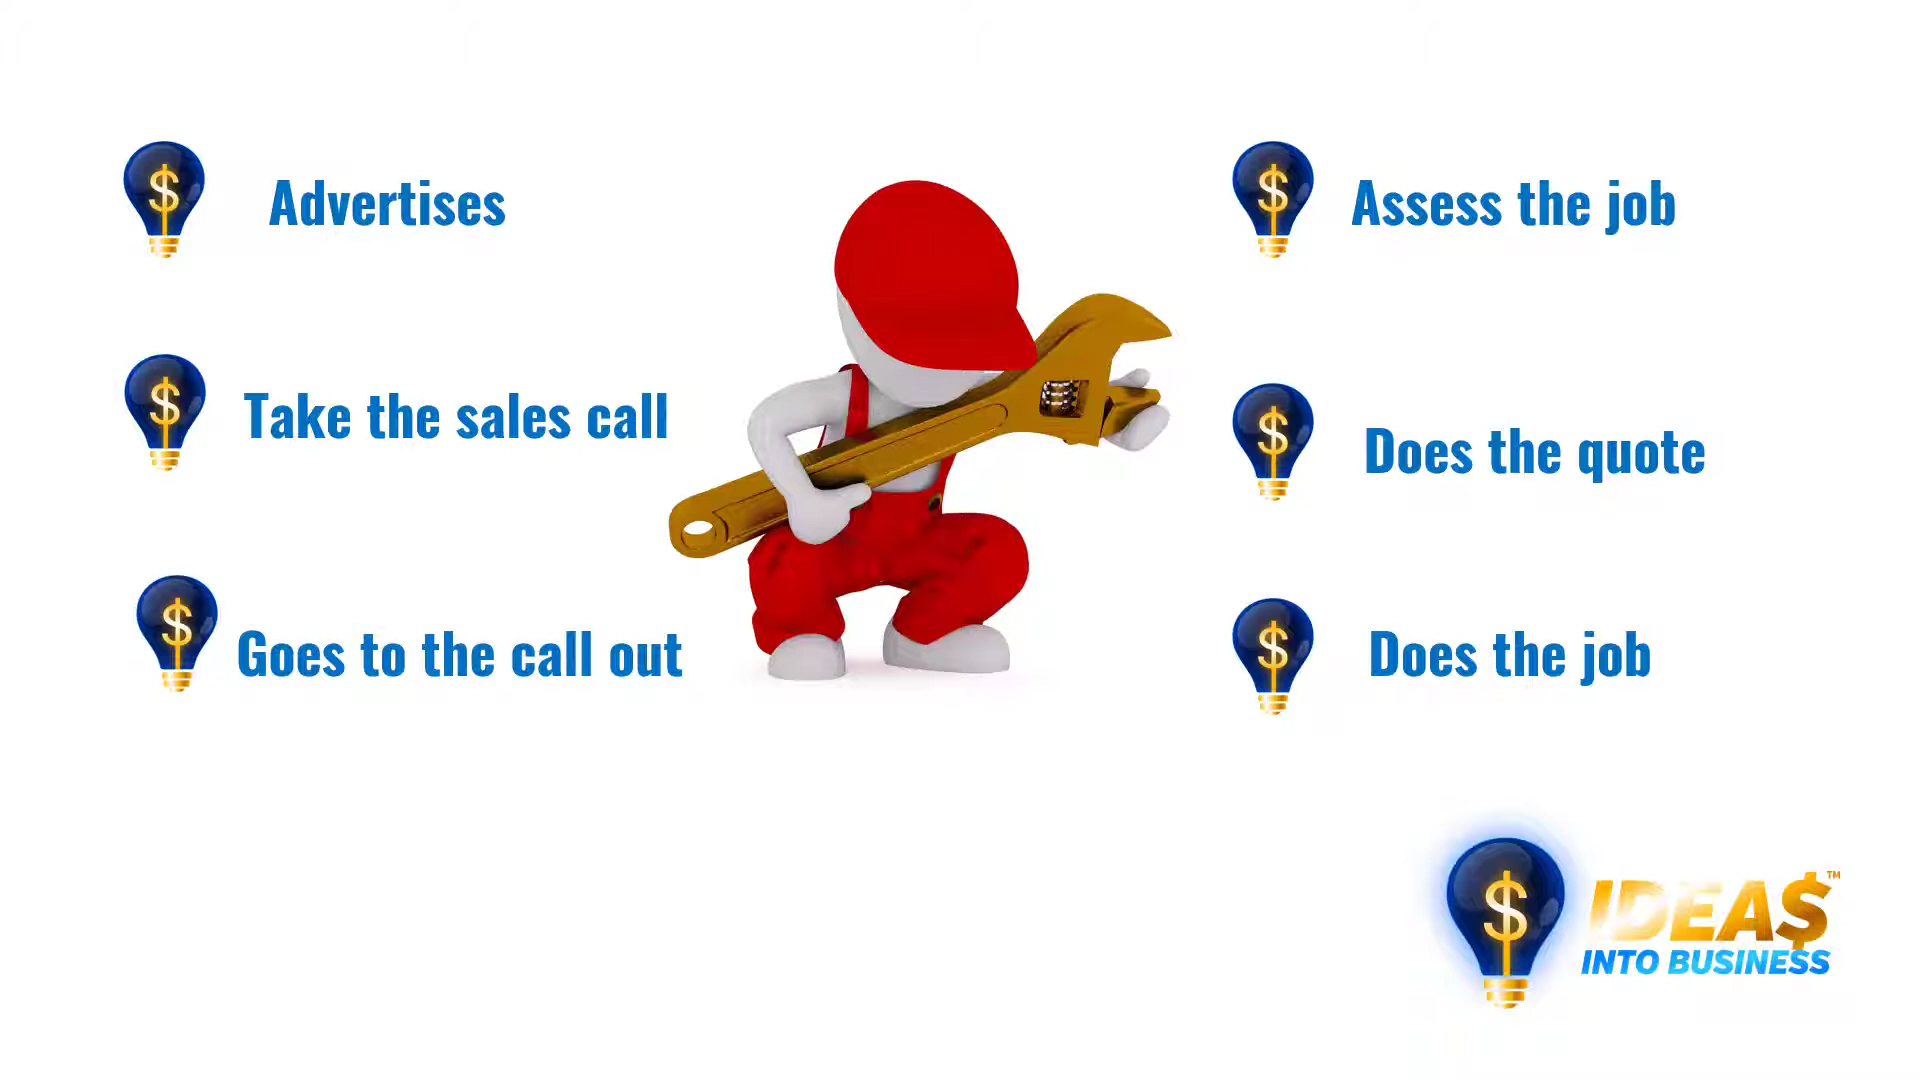 Advertises
Take the sales call
Goes to the call out
Assess the job
Does the quote
Does the job
IDEA$™
INTO BUSINESS